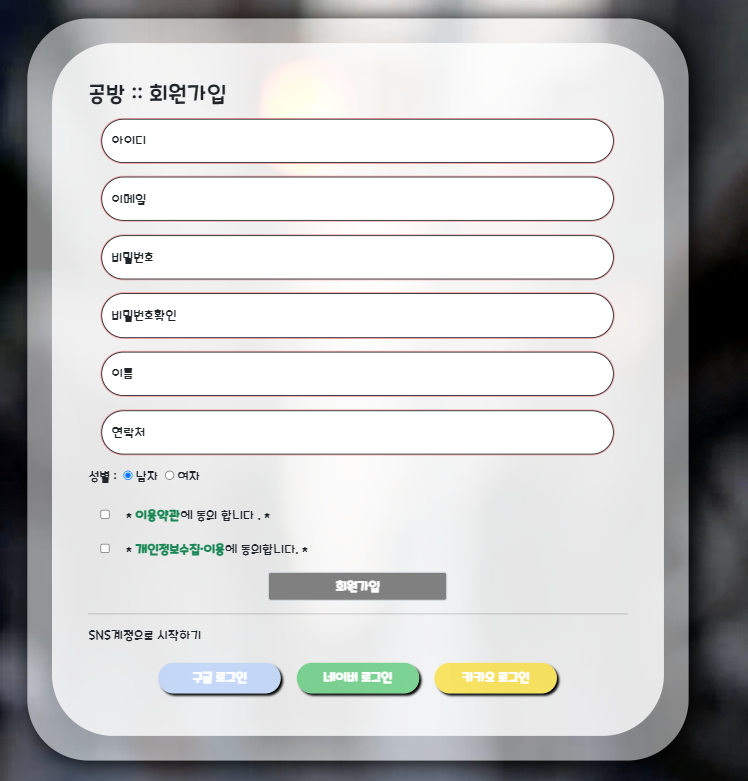 공방 :: 회원가입
아이디
이메일
비밀번호
비밀번호확인
이름
연락처
성별 : 남자 여자
* 이용약관에 동의 합니다 . *
* 개인정보수집·이용에 동의합니다. *
회원가입
SNS계정으로 시작하기
구글 로그인 네이버 로그인 카카오 로그인